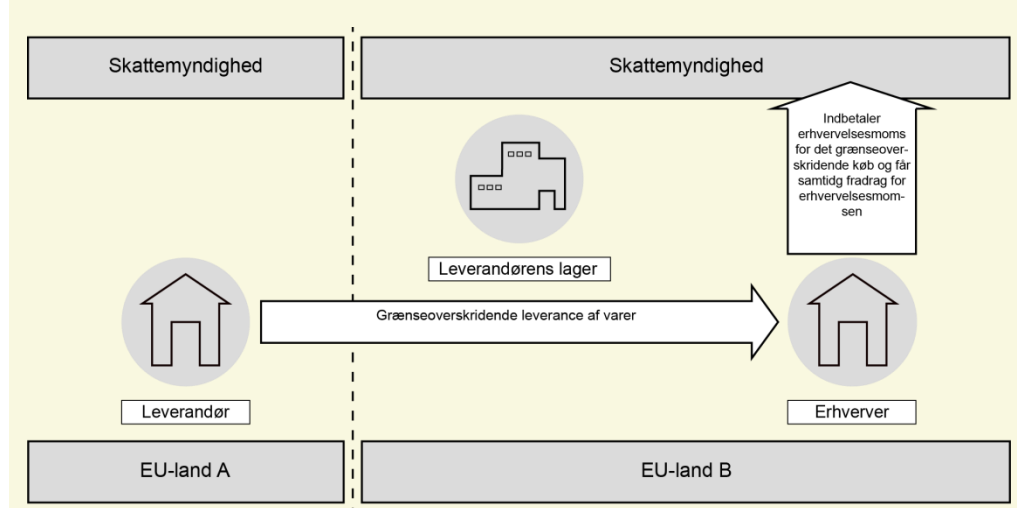 Skattemyndighed
Skattemyndighed
Indbetaler
erhvervelsesmoms
for det grænseover-
skridende køb og får
samtidg fradrag for
erhvervelsesmom-
sen
Leverandørens lager
Grænseoverskridende leverance af varer
Leverandør
Erhverver
EU-land A
EU-land B